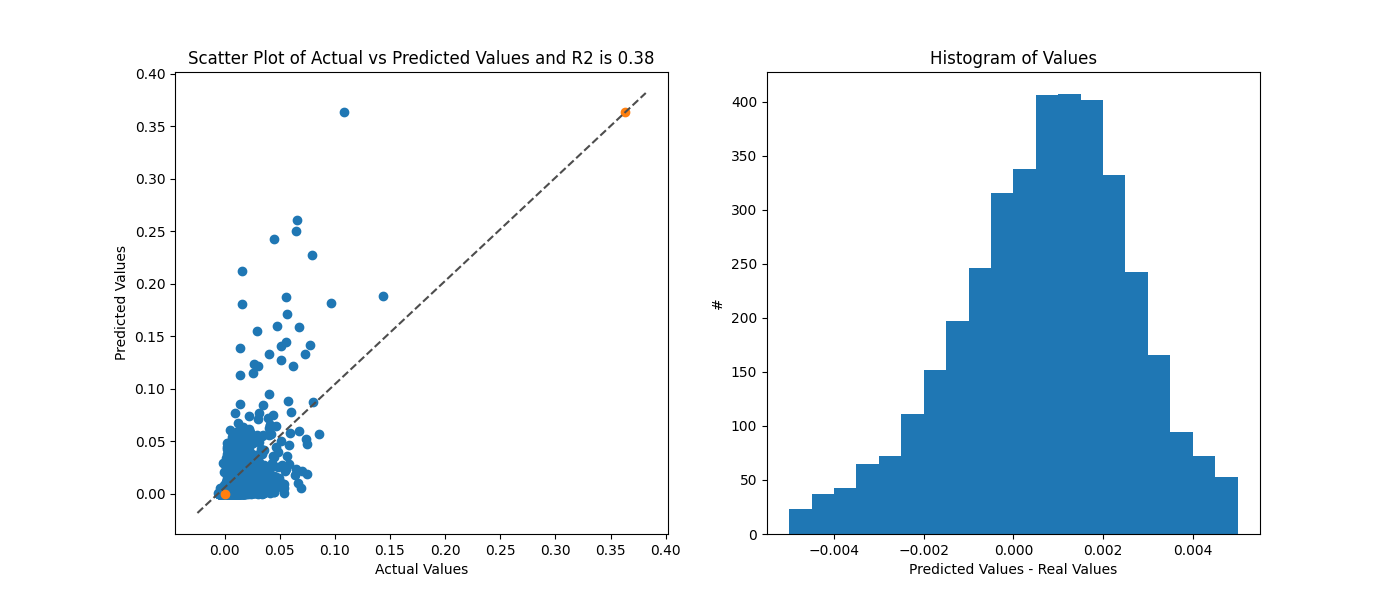 Scatter Plot of Actual vs Predicted Values and R2 is 0.38
0.40
0.35
0.30
0.25
0.20
0.15
0.10
0.05
0.00
Predicted Values
0.00 0.05 0.10 0.15 0.20 0.25 0.30 0.35 0.40
Actual Values
Histogram of Values
400
350
300
250
200
150
100
50
0
#
−0.004 −0.002 0.000 0.002 0.004
Predicted Values - Real Values